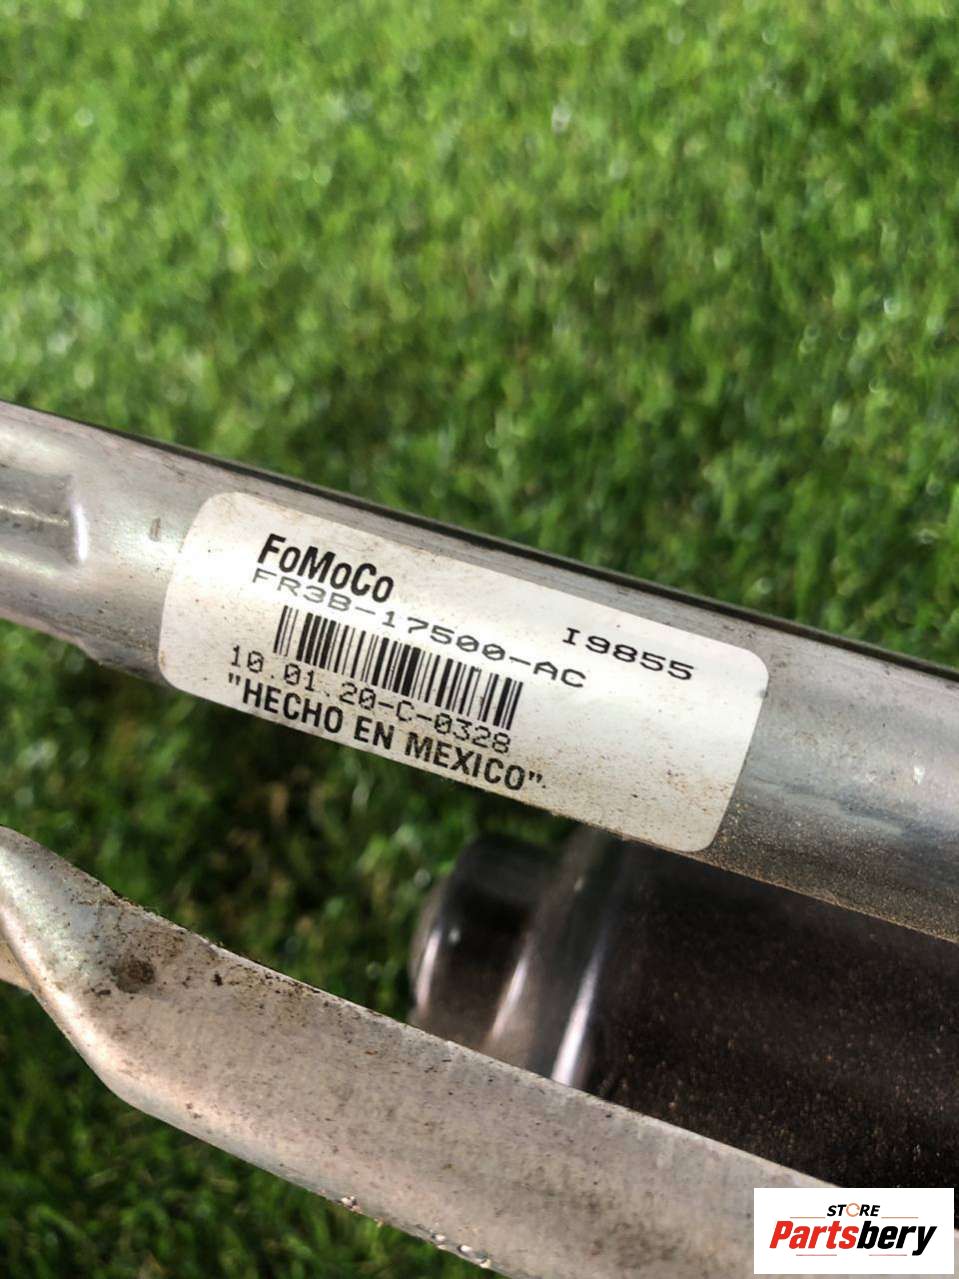 FoMoCo
FR3B-17500-AC
I9855
10.01.20-C-0328
"HECHO EN MEXICO"
STORE
Partsbery